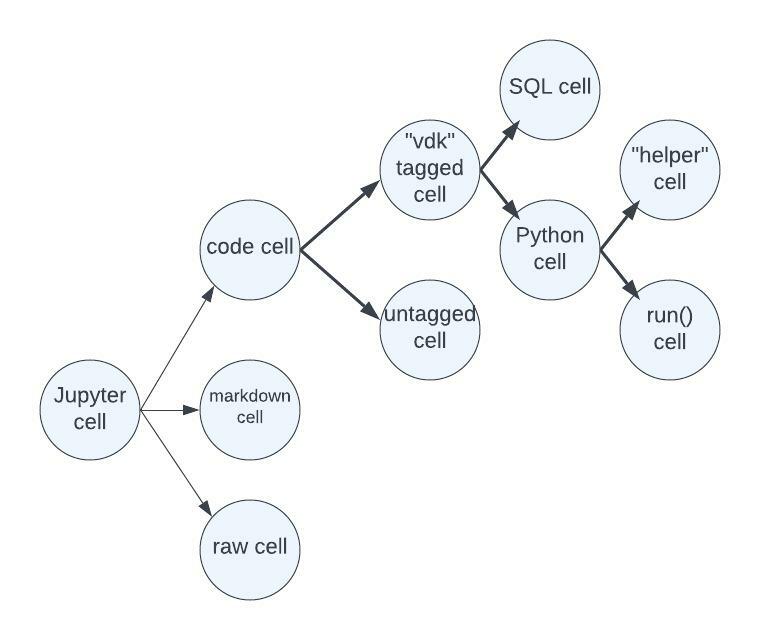 SQL cell
"vdk"
tagged
cell
"helper"
cell
code cell
Python
cell
untagged
cell
run()
cell
Jupyter
cell
markdown
cell
raw cell